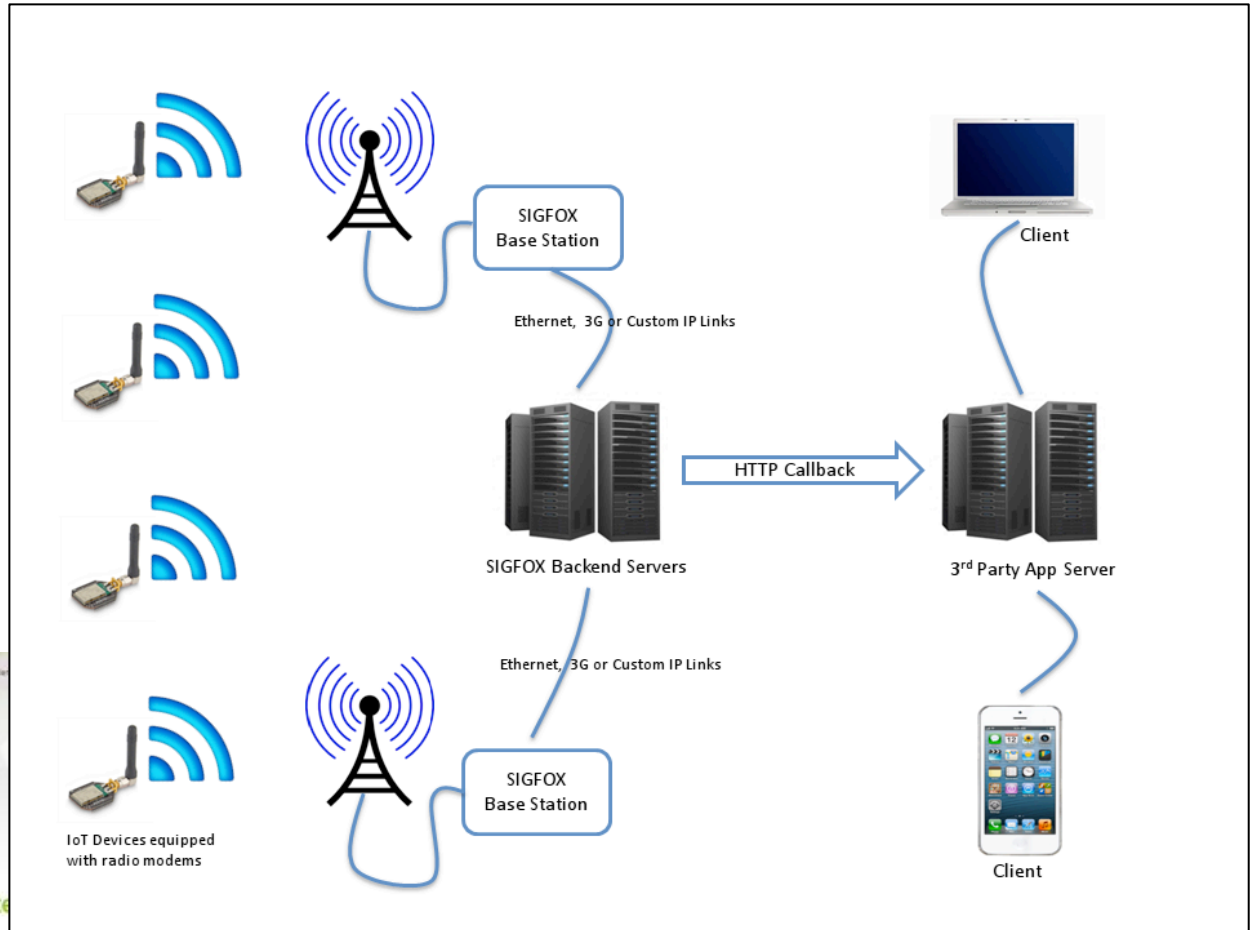 SIGFOX
Base Station
Client
Ethernet, 3G or Custom IP Links
HTTP Callback
SIGFOX Backend Servers
3rd Party App Server
Ethernet, 3G or Custom IP Links
SIGFOX
Base Station
IoT Devices equipped
with radio modems
Client